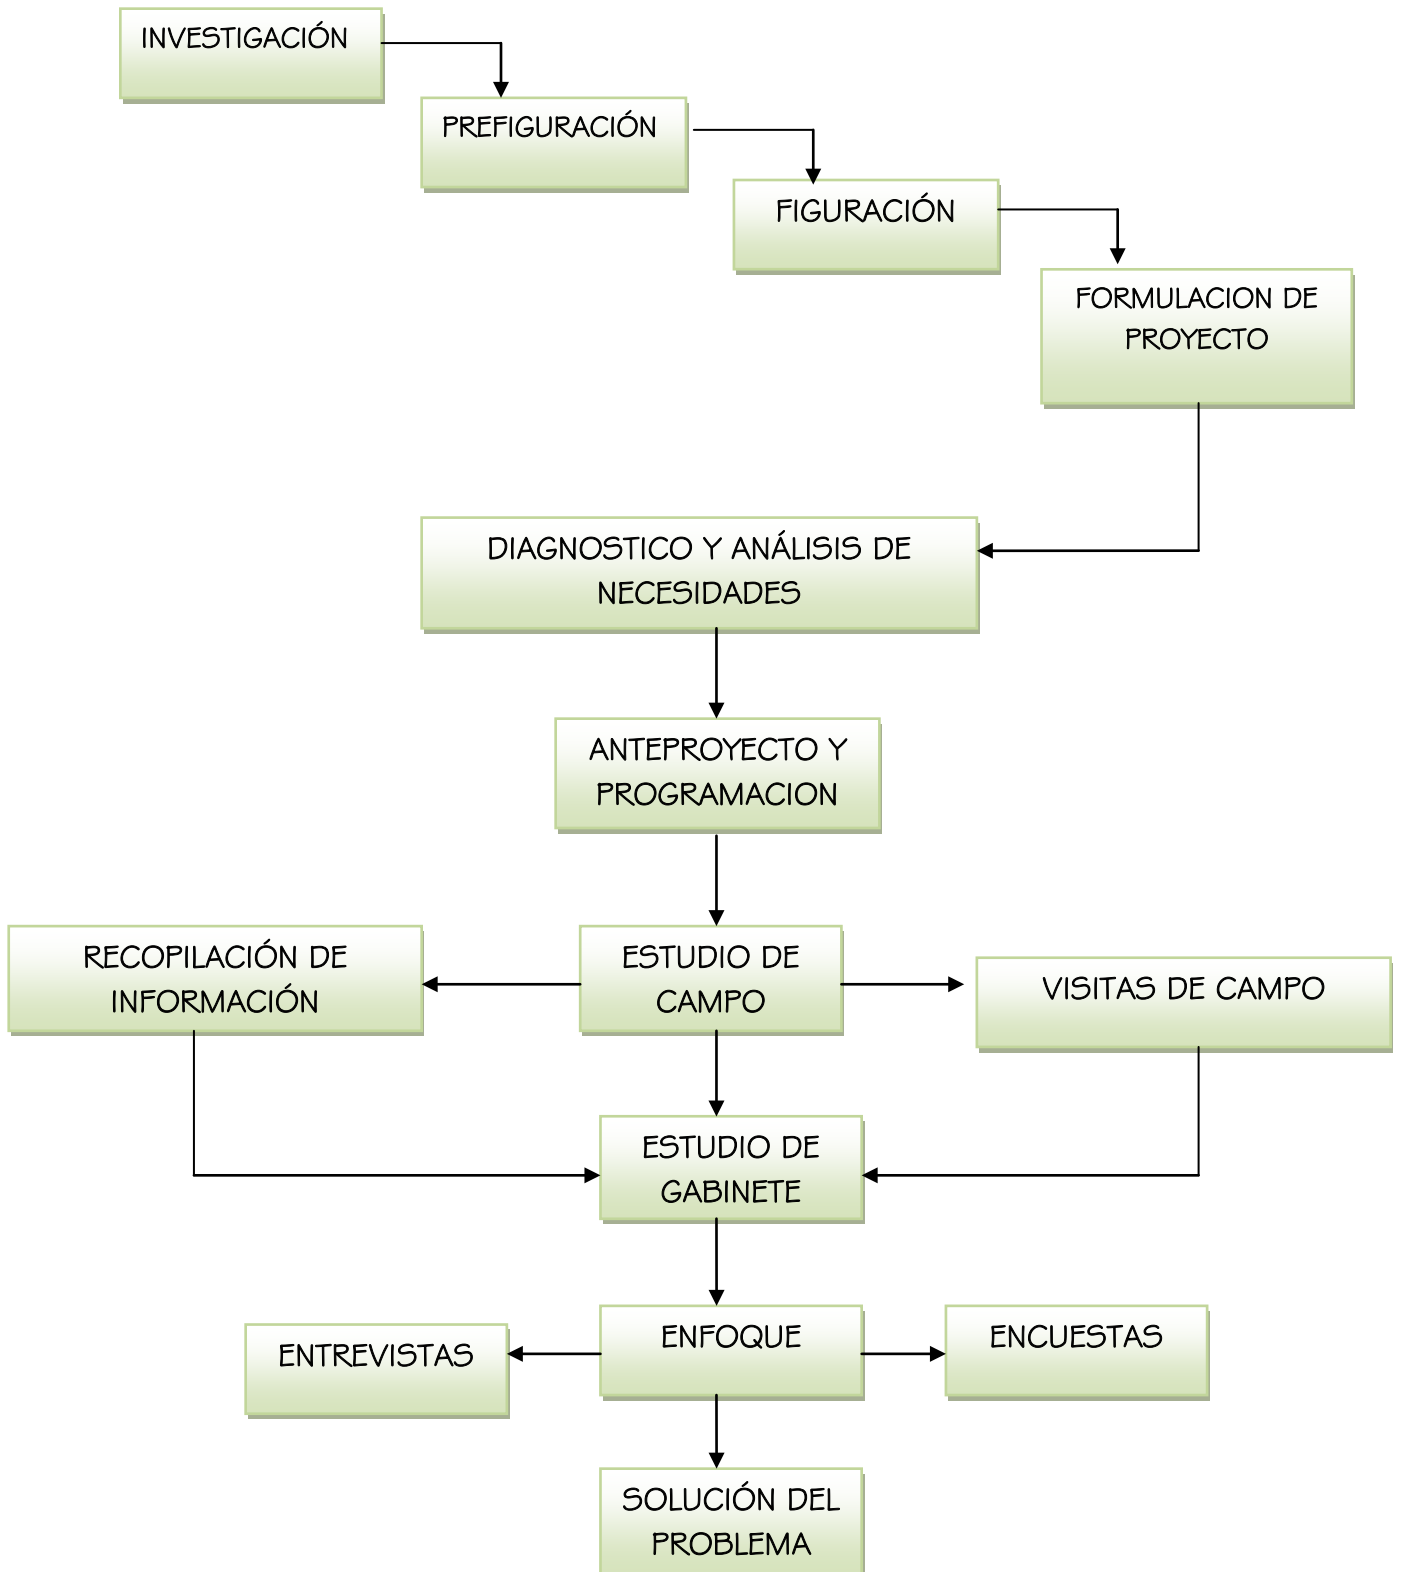 INVESTIGACIÓN
PREFIGURACIÓN
FIGURACIÓN
FORMULACION DE
PROYECTO
DIAGNOSTICO Y ANÁLISIS DE
NECESIDADES
ANTEPROYECTO Y
PROGRAMACION
RECOPILACIÓN DE
INFORMACIÓN
ESTUDIO DE
CAMPO
VISITAS DE CAMPO
ESTUDIO DE
GABINETE
ENTREVISTAS
ENFOQUE
ENCUESTAS
SOLUCIÓN DEL
PROBLEMA